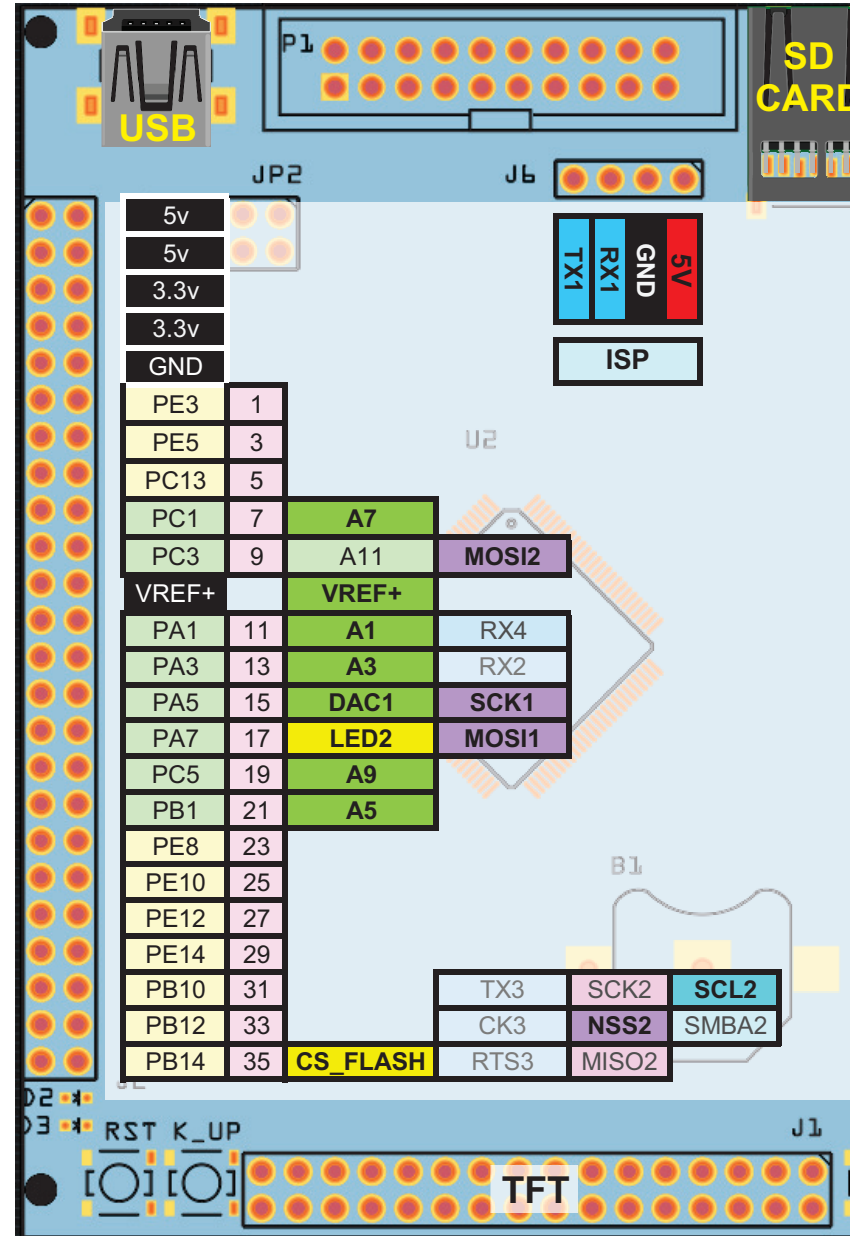 P1
USB
SD
CARD
JP2
J6
5v
5v
3.3v
3.3v
GND
TX1 RX1 GND 5V
ISP
PE3 1
PE5 3
U2
PC13 5
PC1 7 A7
PC3 9 A11 MOSI2
VREF+ VREF+
PA1 11 A1 RX4
PA3 13 A3 RX2
PA5 15 DAC1 SCK1
PA7 17 LED2 MOSI1
PC5 19 A9
PB1 21 A5
PE8 23
B1
PE10 25
PE12 27
PE14 29
PB10 31 TX3 SCK2 SCL2
PB12 33 CK3 NSS2 SMBA2
PB14 35 CS_FLASH RTS3 MISO2
D2
D3
RST K_UP
J1
TFT